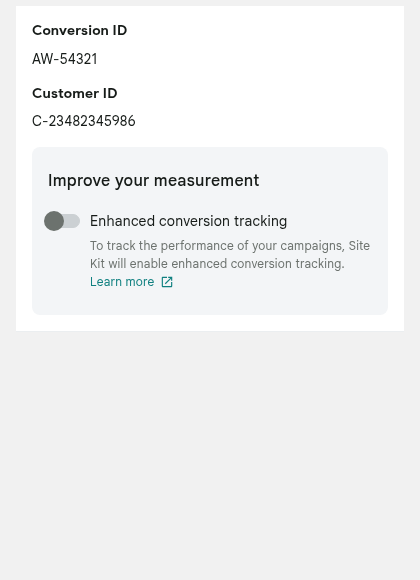 Conversion ID
AW-54321
Customer ID
C-23482345986
Improve your measurement
Enhanced conversion tracking
To track the performance of your campaigns, Site
Kit will enable enhanced conversion tracking.
Learn more